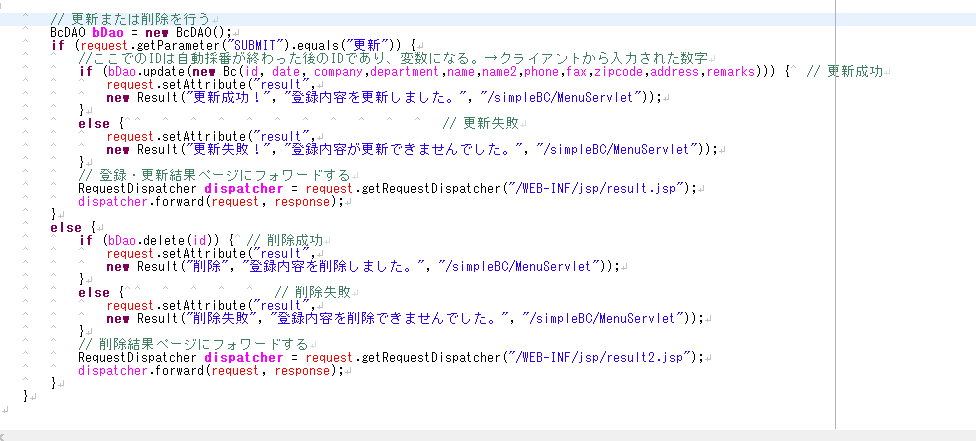 // 更新または削除を行う
BcDAO bDao = new BcDAO();
if (request.getParameter("SUBMIT").equals("更新")) {
//ここでのIDは自動採番が終わった後のIDであり、変数になる。→クライアントから入力された数字
if (bDao.update(new Bc(id, date, company,department,name,name2,phone,fax,zipcode,address,remarks))) { // 更新成功
request.setAttribute("result",
new Result("更新成功！", "登録内容を更新しました。", "/simpleBC/MenuServlet"));
}
else { // 更新失敗
request.setAttribute("result",
new Result("更新失敗！", "登録内容が更新できませんでした。", "/simpleBC/MenuServlet"));
}
// 登録・更新結果ページにフォワードする
RequestDispatcher dispatcher = request.getRequestDispatcher("/WEB-INF/jsp/result.jsp");
dispatcher.forward(request, response);
}
else {
if (bDao.delete(id)) { // 削除成功
request.setAttribute("result",
new Result("削除", "登録内容を削除しました。", "/simpleBC/MenuServlet"));
}
else { // 削除失敗
request.setAttribute("result",
new Result("削除失敗", "登録内容を削除できませんでした。", "/simpleBC/MenuServlet"));
}
// 削除結果ページにフォワードする
RequestDispatcher dispatcher = request.getRequestDispatcher("/WEB-INF/jsp/result2.jsp");
dispatcher.forward(request, response);
}
}